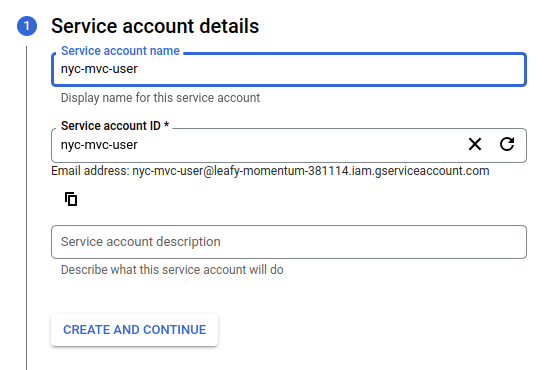 1 Service account details
Service account name
nyc-mvc-user
Display name for this service account
Service account ID *
nyc-mvc-user
Email address: nyc-mvc-user@leafy-momentum-381114.iam.gserviceaccount.com
Service account description
Describe what this service account will do
CREATE AND CONTINUE